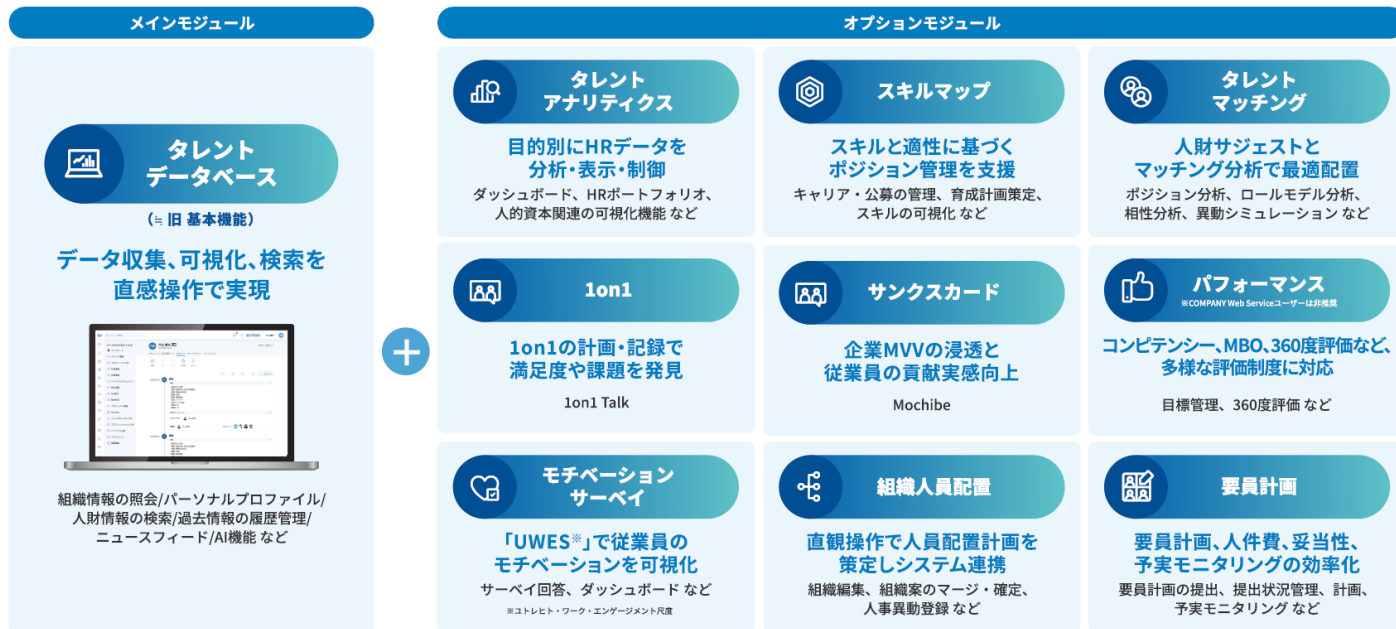 メインモジュール
タレント
データベース
(≒ 旧 基本機能)
データ収集、可視化、検索を
直感操作で実現
組織情報の照会/パーソナルプロファイル/
人財情報の検索/過去情報の履歴管理/
ニュースフィード/AI機能 など
オプションモジュール
タレント
アナリティクス
目的別にHRデータを
分析・表示・制御
ダッシュボード、HRポートフォリオ、
人的資本関連の可視化機能 など
スキルマップ
スキルと適性に基づく
ポジション管理を支援
キャリア・公募の管理、育成計画策定、
スキルの可視化 など
タレント
マッチング
人財サジェストと
マッチング分析で最適配置
ポジション分析、ロールモデル分析、
相性分析、異動シミュレーション など
1on1
1on1の計画・記録で
満足度や課題を発見
1on1 Talk
サンクスカード
企業MVVの浸透と
従業員の貢献実感向上
Mochibe
パフォーマンス
※COMPANY Web Serviceユーザーは非推奨
コンピテンシー、MBO、360度評価など、
多様な評価制度に対応
目標管理、360度評価 など
モチベーション
サーベイ
「UWES※」で従業員の
モチベーションを可視化
サーベイ回答、ダッシュボード など
※ユトレヒト・ワーク・エンゲージメント尺度
組織人員配置
直観操作で人員配置計画を
策定しシステム連携
組織編集、組織案のマージ・確定、
人事異動登録 など
要員計画
要員計画、人件費、妥当性、
予実モニタリングの効率化
要員計画の提出、提出状況管理、計画、
予実モニタリング など